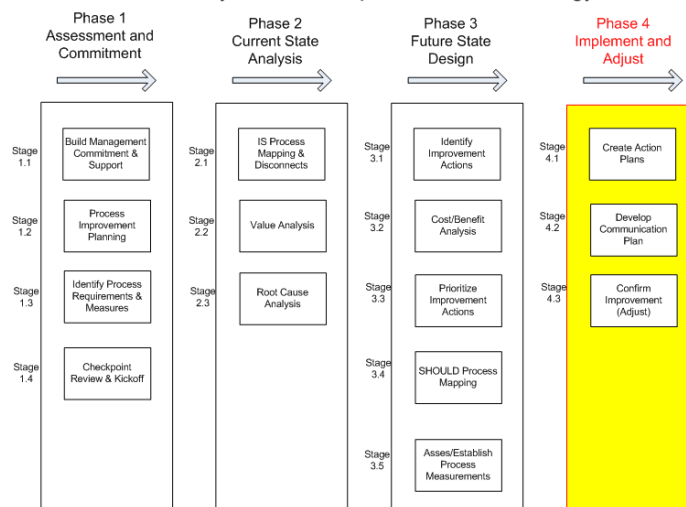 Phase 1
Assessment and
Commitment
Phase 2
Current State
Analysis
Phase 3
Future State
Design
Phase 4
Implement and
Adjust
Stage
1.1
Build Management
Commitment &
Support
Stage
1.2
Process
Improvement
Planning
Stage
1.3
Identify Process
Requirements &
Measures
Stage
1.4
Checkpoint
Review & Kickoff
Stage
2.1
IS Process
Mapping &
Disconnects
Stage
2.2
Value Analysis
Stage
2.3
Root Cause
Analysis
Stage
3.1
Identify
Improvement
Actions
Stage
3.2
Cost/Benefit
Analysis
Stage
3.3
Prioritize
Improvement
Actions
Stage
3.4
SHOULD Process
Mapping
Stage
3.5
Asses/Establish
Process
Measurements
Stage
4.1
Create Action
Plans
Stage
4.2
Develop
Communication
Plan
Stage
4.3
Confirm
Improvement
(Adjust)